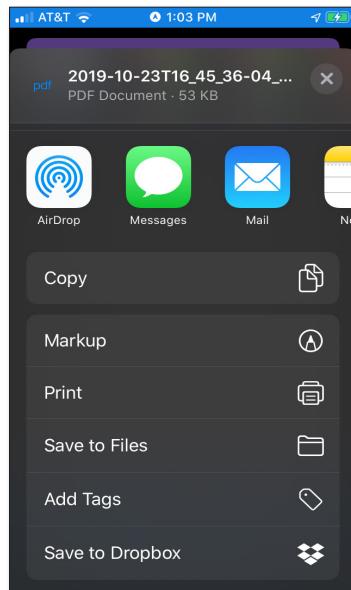 AT&T 1:03 PM
pdf
2019-10-23T16_45_36-04_...
PDF Document · 53 KB
AirDrop Messages Mail No
Copy
Markup
Print
Save to Files
Add Tags
Save to Dropbox